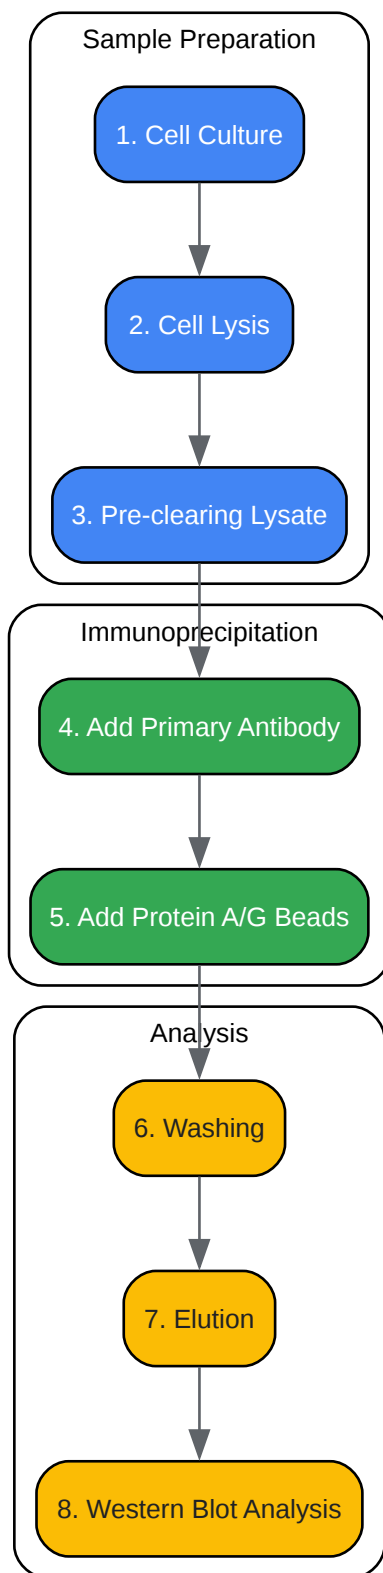 Sample Preparation
1. Cell Culture
2. Cell Lysis
3. Pre-clearing Lysate
Immunoprecipitation
4. Add Primary Antibody
5. Add Protein A/G Beads
Analysis
6. Washing
7. Elution
8. Western Blot Analysis